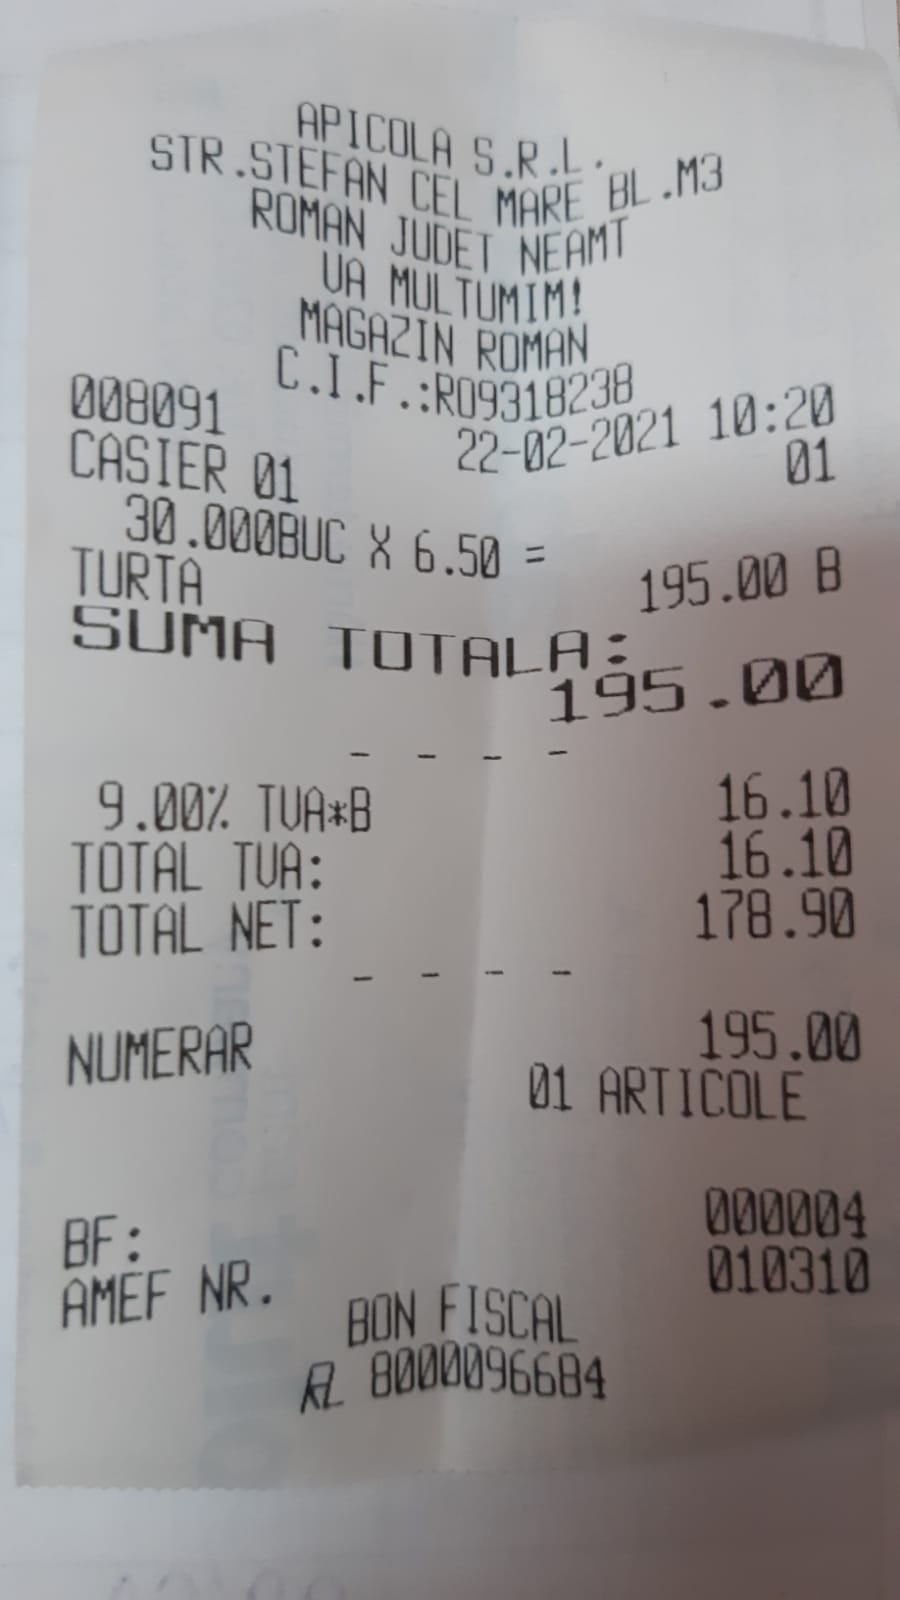 APICOLA S.R.L.
STR.STEFAN CEL MARE BL.M3
ROMAN JUDET NEAMT
VA MULTUMIM!
MAGAZIN ROMAN
C.I.F.:RO9318238
008091 22-02-2021 10:20
CASIER 01 01
30.000BUC X 6.50 =
TURTA 195.00 B
SUMA TOTALA:
195.00
- - - -
9.00% TVA*B 16.10
TOTAL TVA: 16.10
TOTAL NET: 178.90
- - - -
NUMERAR 195.00
01 ARTICOLE
BF: 000004
AMEF NR. 010310
BON FISCAL
8000096684